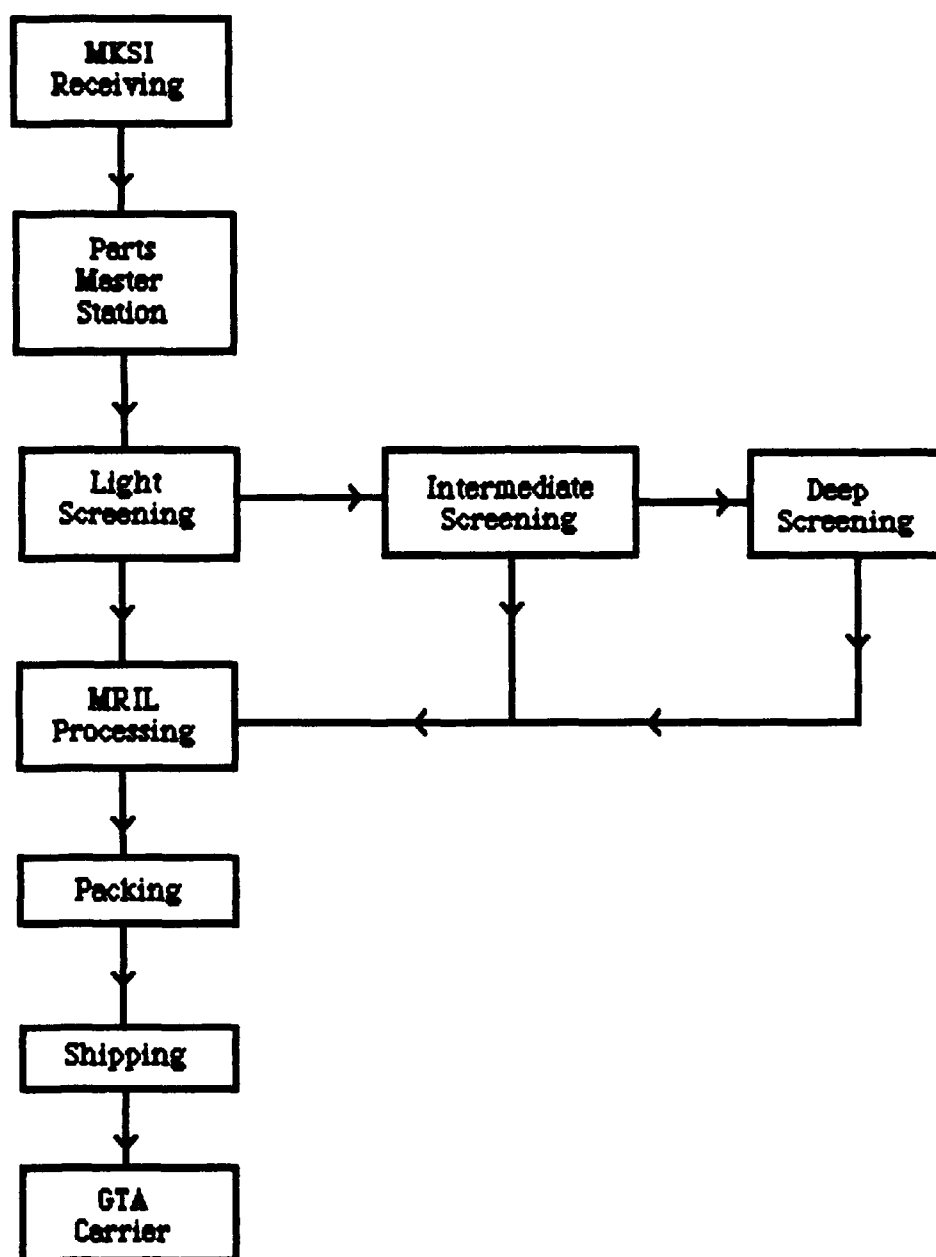 MKSI
Receiving
Parts
Master
Station
Light
Screening
Intermediate
Screening
Deep
Screening
MRIL
Processing
Packing
Shipping
GTA
Carrier